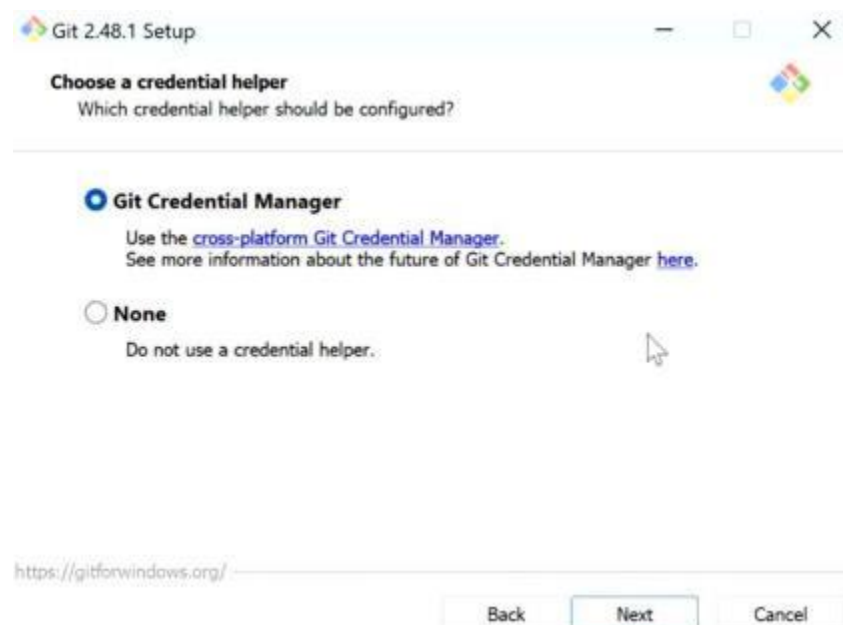 Git 2.48.1 Setup
Choose a credential helper
Which credential helper should be configured?
Git Credential Manager
Use the cross-platform Git Credential Manager.
See more information about the future of Git Credential Manager here.
None
Do not use a credential helper.
https://gitforwindows.org/
Back Next Cancel